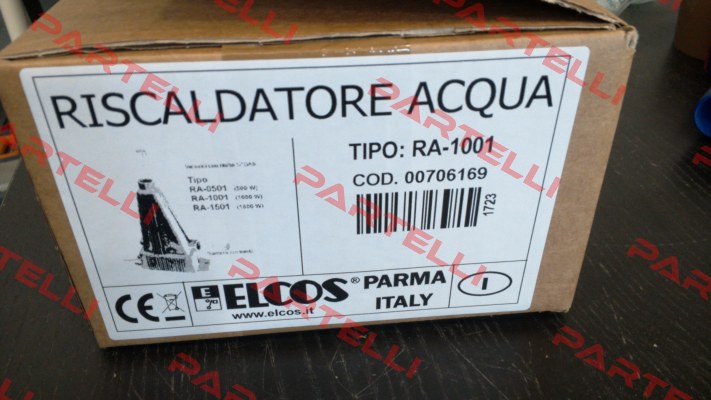 RISCALDATORE ACQUA
TIPO: RA-1001
COD. 00706169
1723
Tipo
RA-0501 (500 W)
RA-1001
RA-1501
CE
E ELCOS® PARMA
ITALY
www.elcos.it
I
PARTELLI